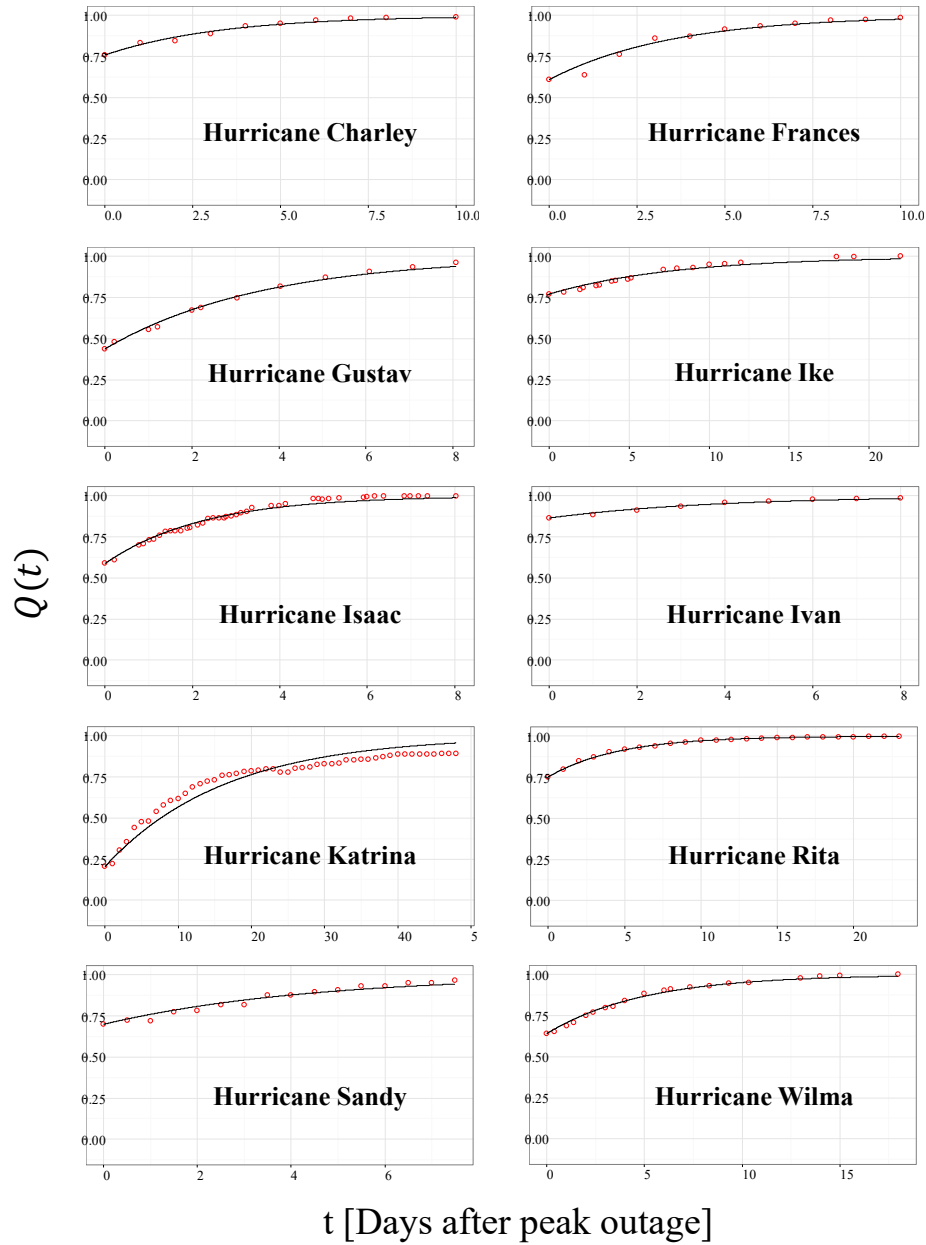 Q(t)
1.00
0.75
0.50
0.25
0.00
Hurricane Charley
0.0 2.5 5.0 7.5 10.0
1.00
0.75
0.50
0.25
0.00
Hurricane Frances
0.0 2.5 5.0 7.5 10.0
1.00
0.75
0.50
0.25
0.00
Hurricane Gustav
0 2 4 6 8
1.00
0.75
0.50
0.25
0.00
Hurricane Ike
0 5 10 15 20
1.00
0.75
0.50
0.25
0.00
Hurricane Isaac
0 2 4 6 8
1.00
0.75
0.50
0.25
0.00
Hurricane Ivan
0 2 4 6 8
1.00
0.75
0.50
0.25
0.00
Hurricane Katrina
0 10 20 30 40 5
1.00
0.75
0.50
0.25
0.00
Hurricane Rita
0 5 10 15 20
1.00
0.75
0.50
0.25
0.00
Hurricane Sandy
0 2 4 6
1.00
0.75
0.50
0.25
0.00
Hurricane Wilma
0 5 10 15
t [Days after peak outage]